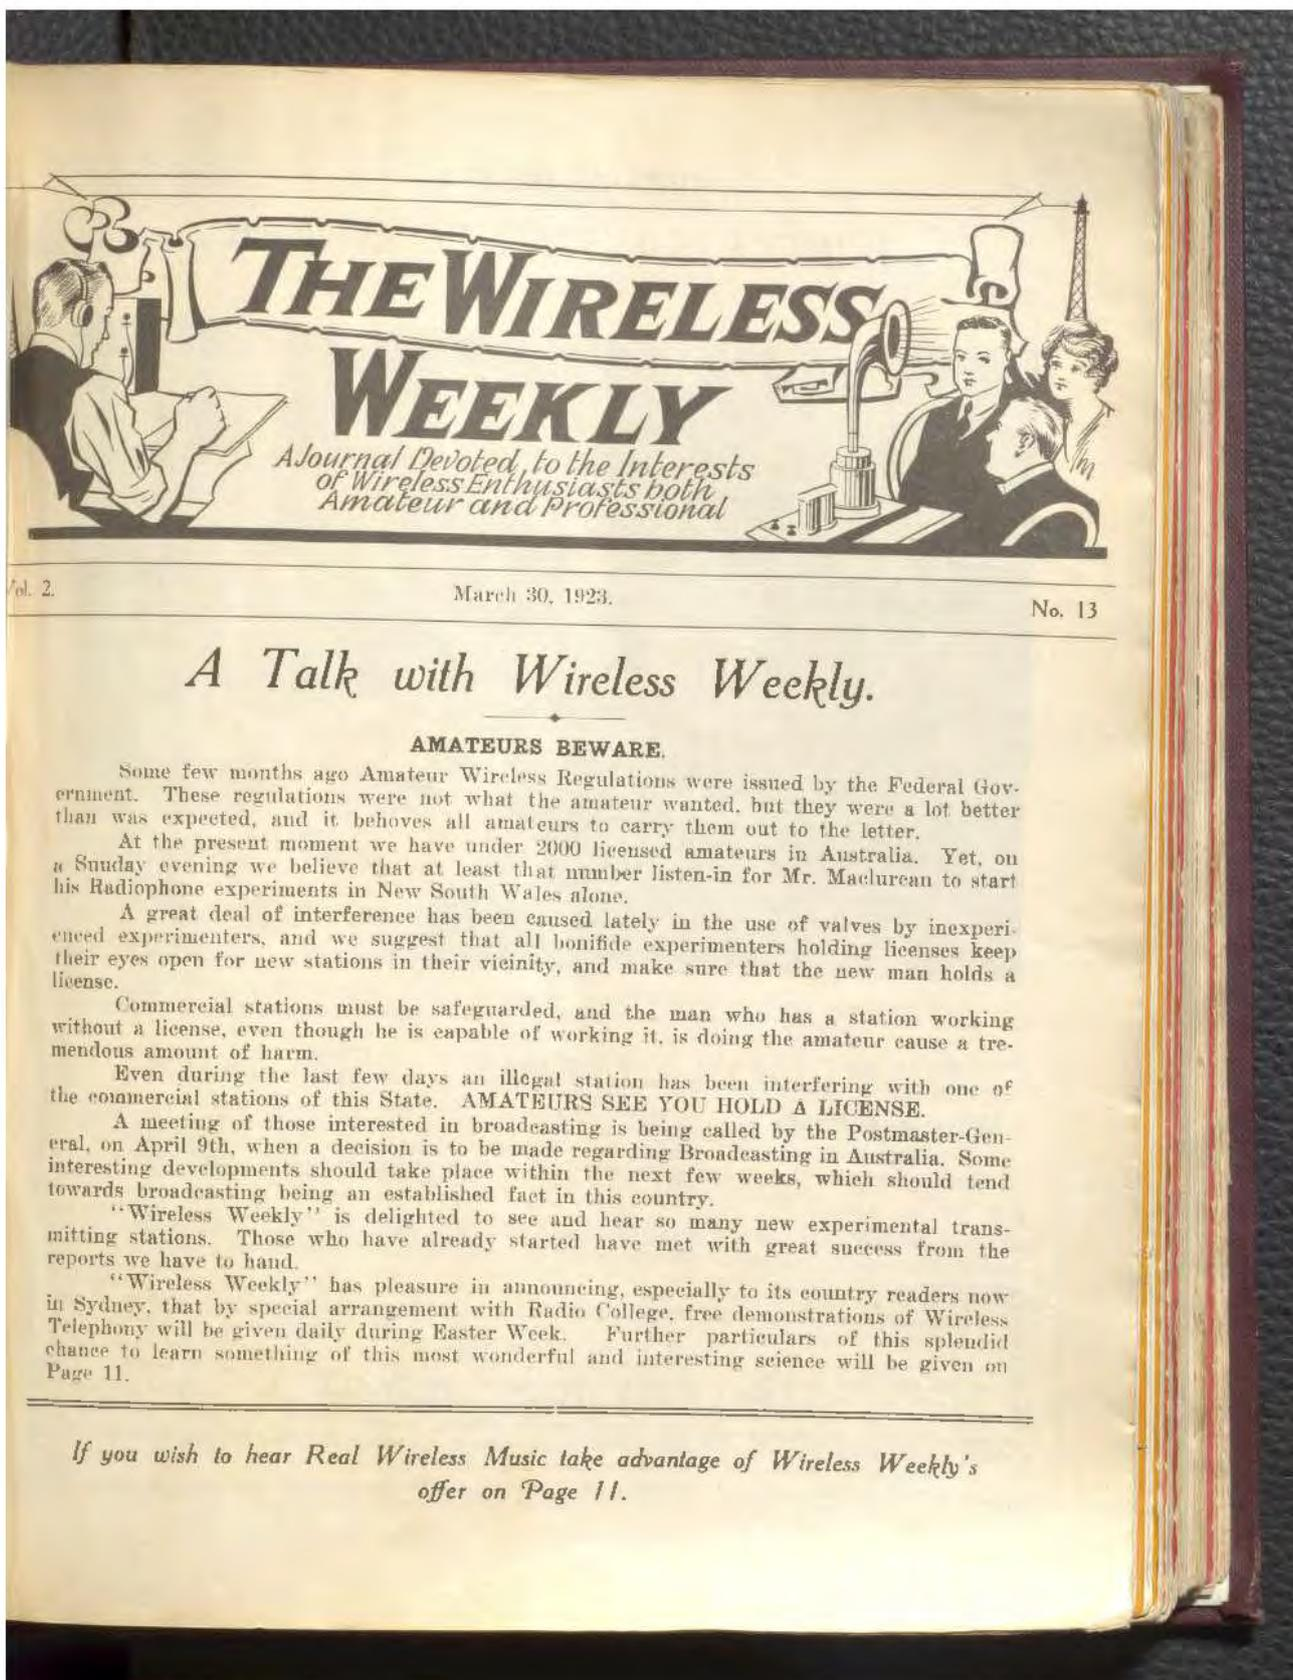 THE WIRELESS
WEEKLY
A Journal Devoted to the Interests
of Wireless Enthusiasts both
Amateur and Professional
Vol. 2.
March 30, 1923.
No. 13
A Talk with Wireless Weekly.
AMATEURS BEWARE.
Some few months ago Amateur Wireless Regulations were issued by the Federal Gov-
ernment. These regulations were not what the amateur wanted, but they were a lot better
than was expected, and it behoves all amateurs to carry them out to the letter.
At the present moment we have under 2000 licensed amateurs in Australia. Yet, on
a Sunday evening we believe that at least that number listen-in for Mr. Maclurcan to start
his Radiophone experiments in New South Wales alone.
A great deal of interference has been caused lately in the use of valves by inexperi-
enced experimenters, and we suggest that all bonifide experimenters holding licenses keep
their eyes open for new stations in their vicinity, and make sure that the new man holds a
license.
Commercial stations must be safeguarded, and the man who has a station working
without a license, even though he is capable of working it, is doing the amateur cause a tre-
mendous amount of harm.
Even during the last few days an illegal station has been interfering with one of
the commercial stations of this State. AMATEURS SEE YOU HOLD A LICENSE.
A meeting of those interested in broadcasting is being called by the Postmaster-Gen-
eral, on April 9th, when a decision is to be made regarding Broadcasting in Australia. Some
interesting developments should take place within the next few weeks, which should tend
towards broadcasting being an established fact in this country.
"Wireless Weekly" is delighted to see and hear so many new experimental trans-
mitting stations. Those who have already started have met with great success from the
reports we have to hand.
"Wireless Weekly" has pleasure in announcing, especially to its country readers now
in Sydney, that by special arrangement with Radio College, free demonstrations of Wireless
Telephony will be given daily during Easter Week. Further particulars of this splendid
chance to learn something of this most wonderful and interesting science will be given on
Page 11.
If you wish to hear Real Wireless Music take advantage of Wireless Weekly's
offer on Page 11.